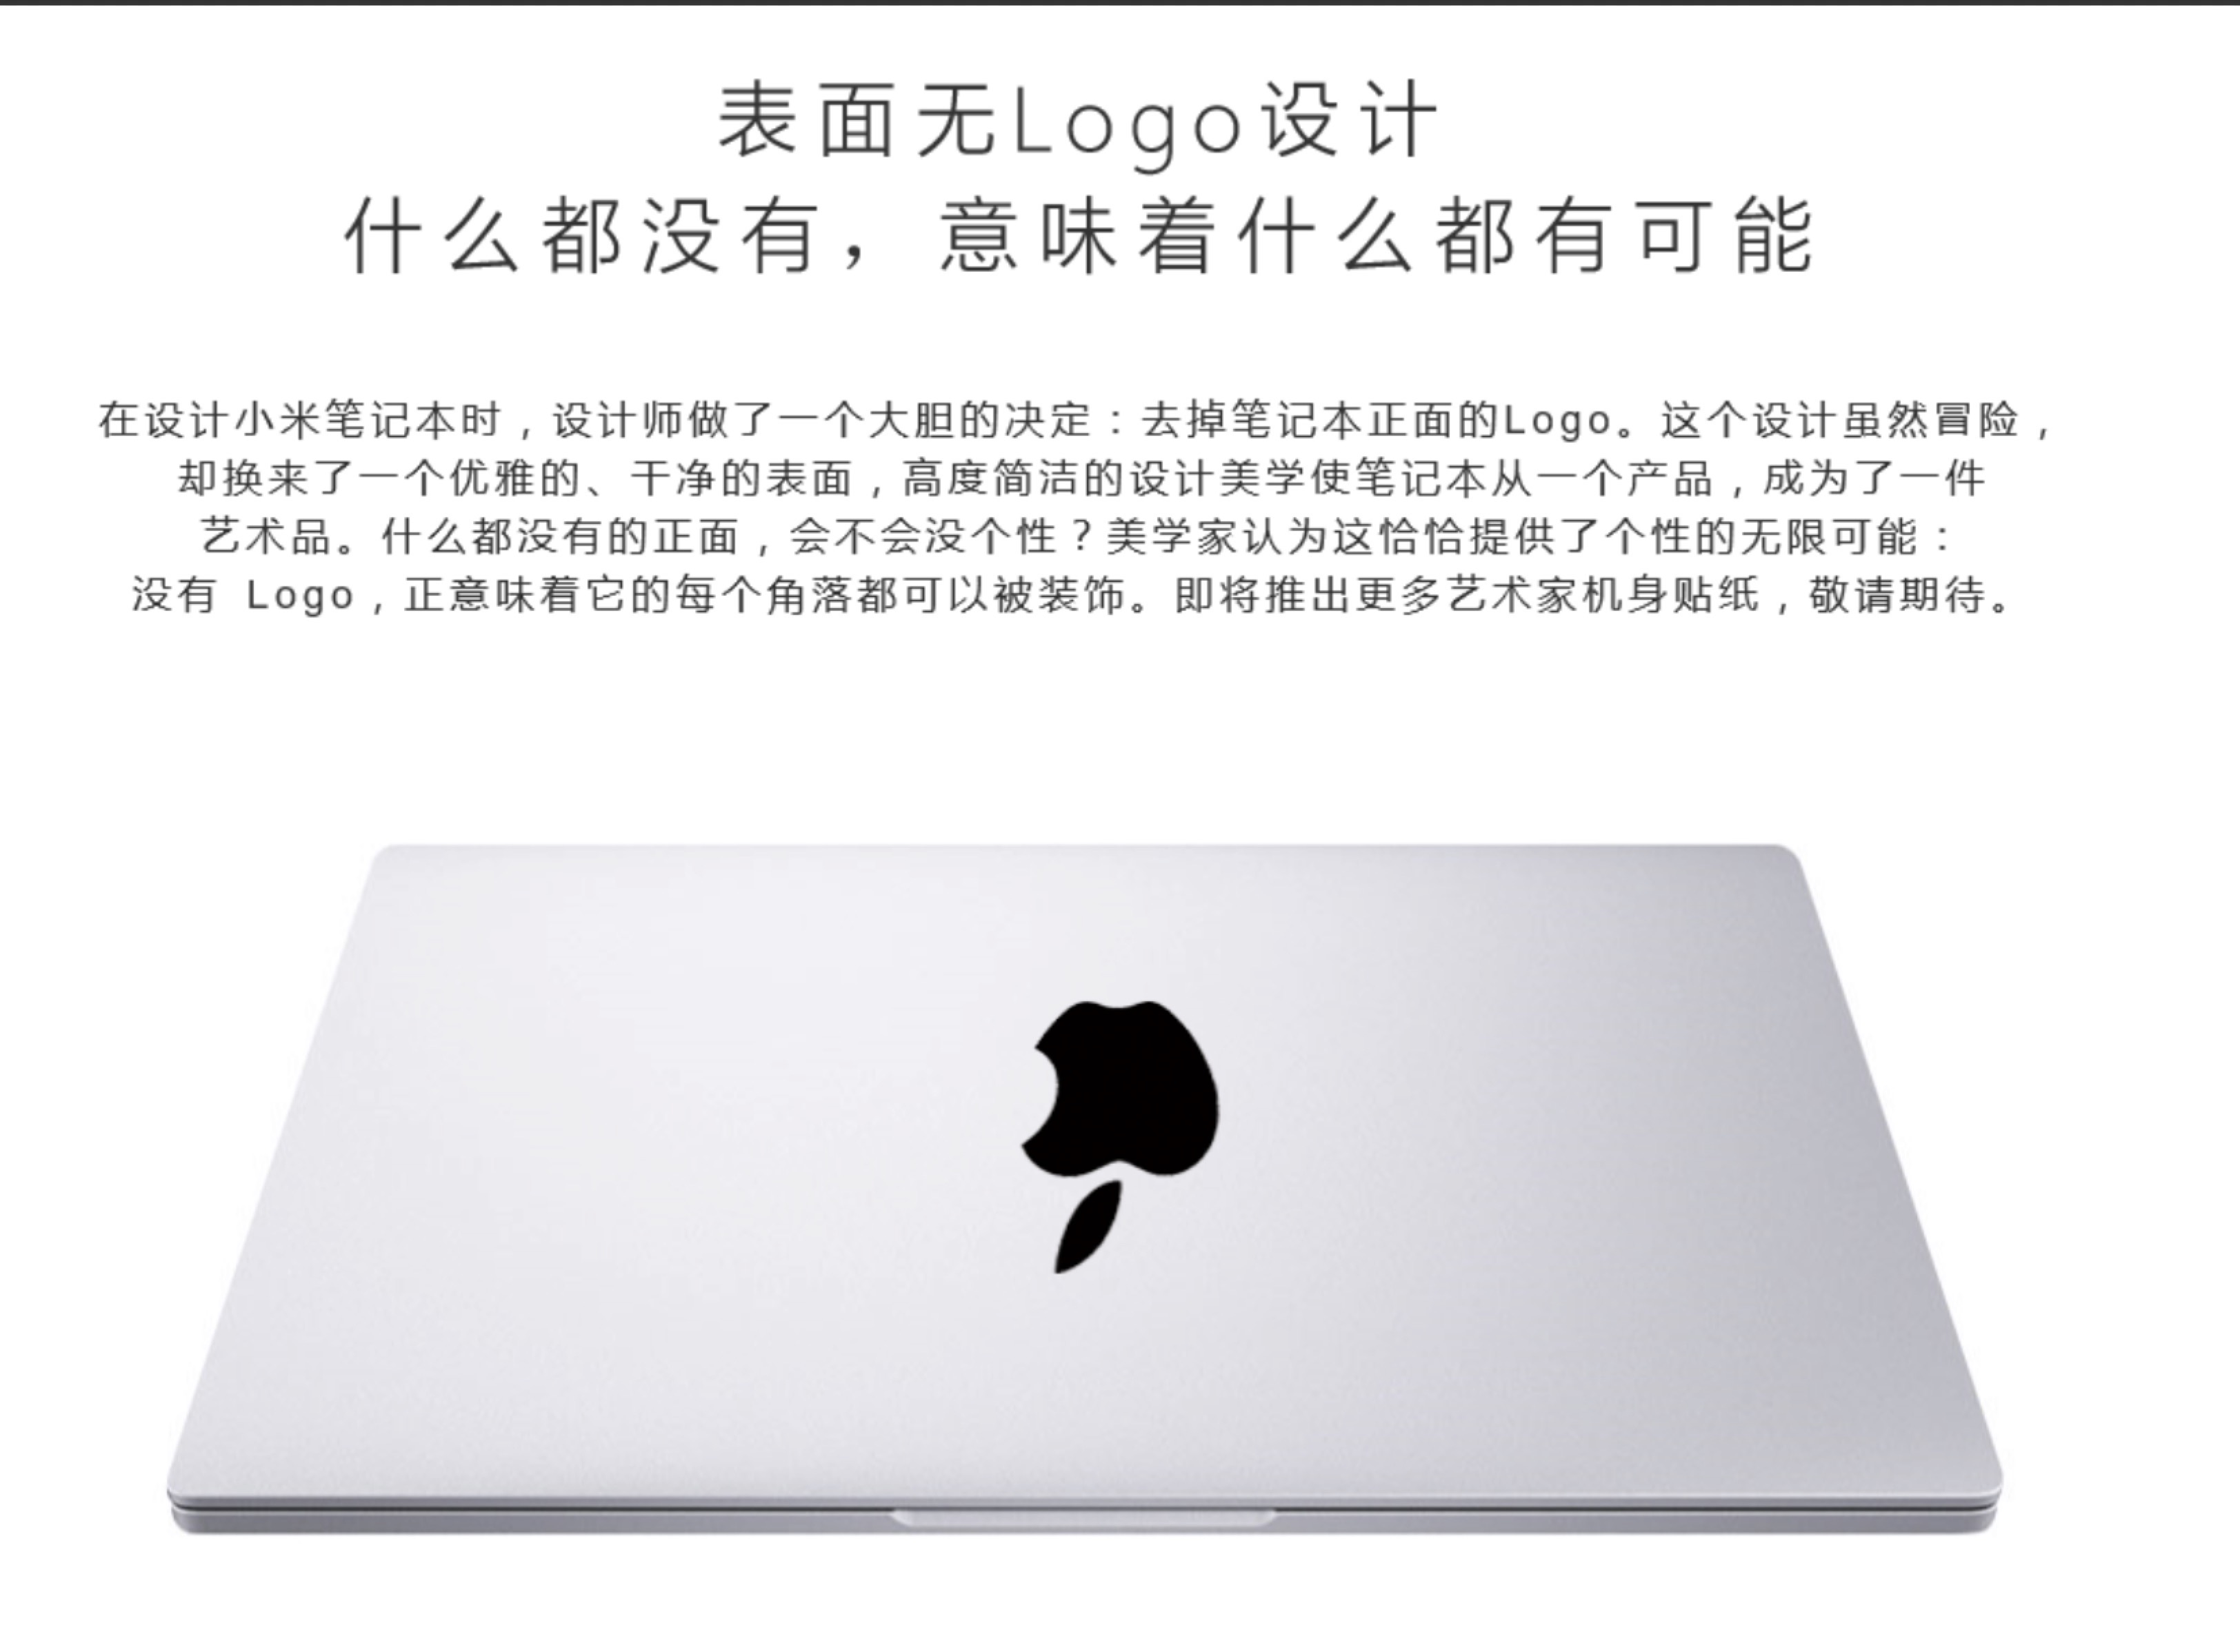 表面无Logo设计
什么都没有，意味着什么都有可能
在设计小米笔记本时，设计师做了一个大胆的决定：去掉笔记本正面的Logo。这个设计虽然冒险，
却换来了一个优雅的、干净的表面，高度简洁的设计美学使笔记本从一个产品，成为了一件
艺术品。什么都没有的正面，会不会没个性？美学家认为这恰恰提供了个性的无限可能：
没有 Logo，正意味着它的每个角落都可以被装饰。即将推出更多艺术家机身贴纸，敬请期待。